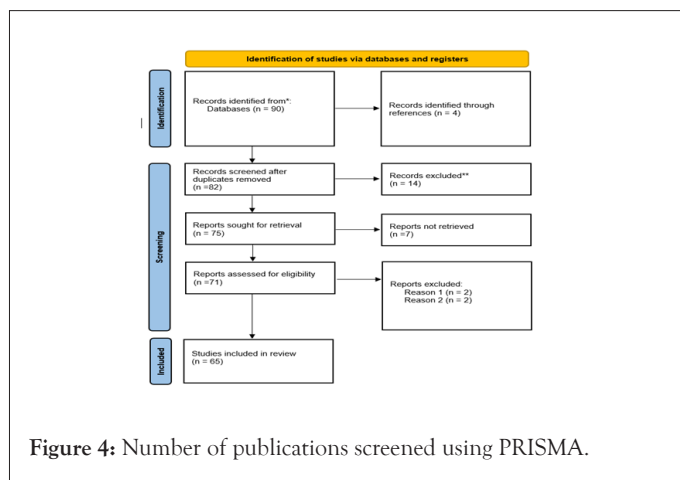 Identification of studies via databases and registers
Identification
Records identified from*:
Databases (n = 90)
Records identified through
references (n = 4)
Screening
Records screened after
duplicates removed
(n =82)
Records excluded**
(n = 14)
Reports sought for retrieval
(n = 75)
Reports not retrieved
(n =7)
Reports assessed for eligibility
(n =71)
Reports excluded:
Reason 1 (n = 2)
Reason 2 (n = 2)
Included
Studies included in review
(n = 65)
Figure 4: Number of publications screened using PRISMA.